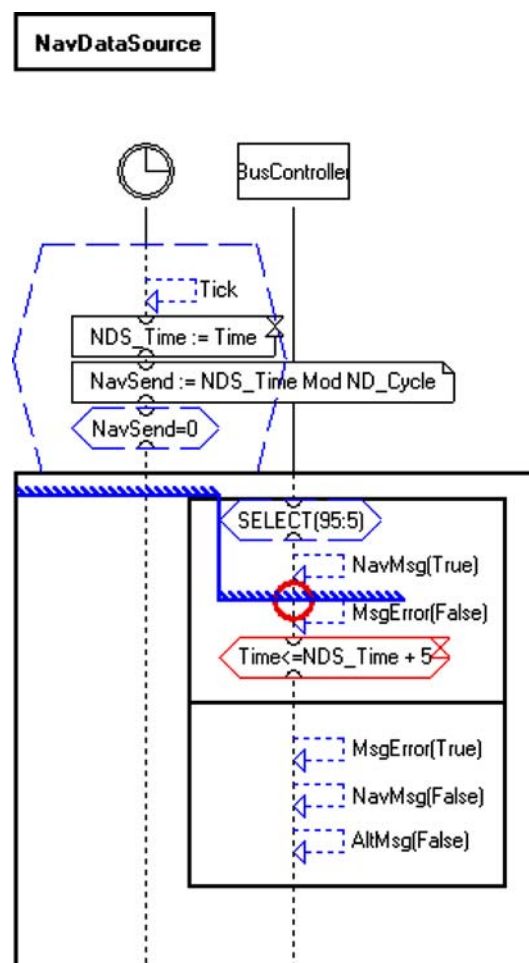 NavDataSource
BusController
Tick
NDS_Time := Time
NavSend := NDS_Time Mod ND_Cycle
NavSend=0
SELECT(95:5)
NavMsg(True)
MsgError(False)
Time<=NDS_Time + 5
MsgError(True)
NavMsg(False)
AltMsg(False)